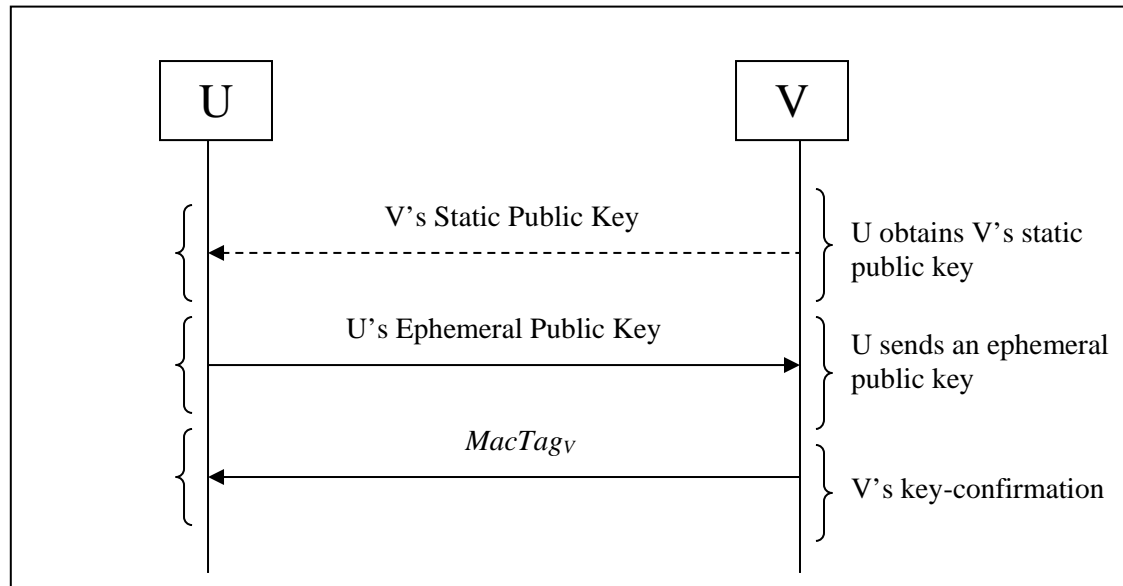 U
V
V’s Static Public Key
U obtains V’s static
public key
U’s Ephemeral Public Key
U sends an ephemeral
public key
MacTagV
V’s key-confirmation